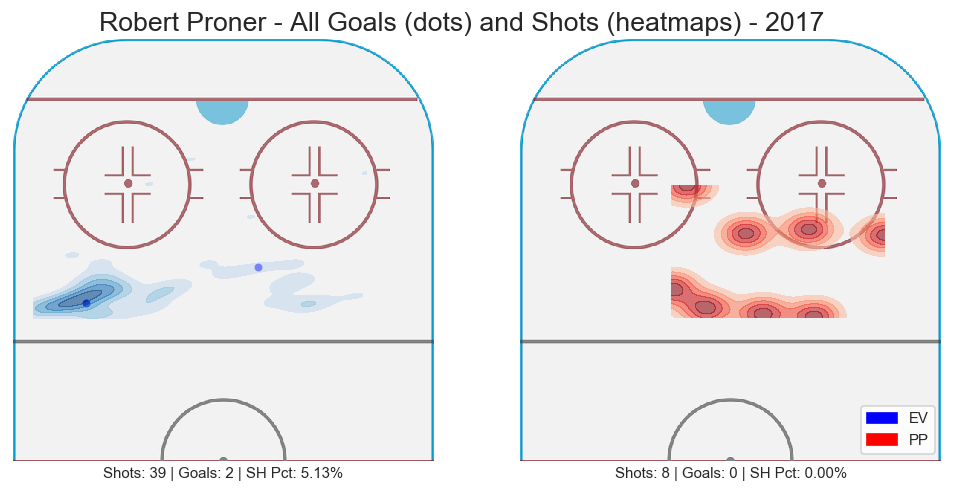 Robert Proner - All Goals (dots) and Shots (heatmaps) - 2017
EV
PP
Shots: 39 | Goals: 2 | SH Pct: 5.13%
Shots: 8 | Goals: 0 | SH Pct: 0.00%